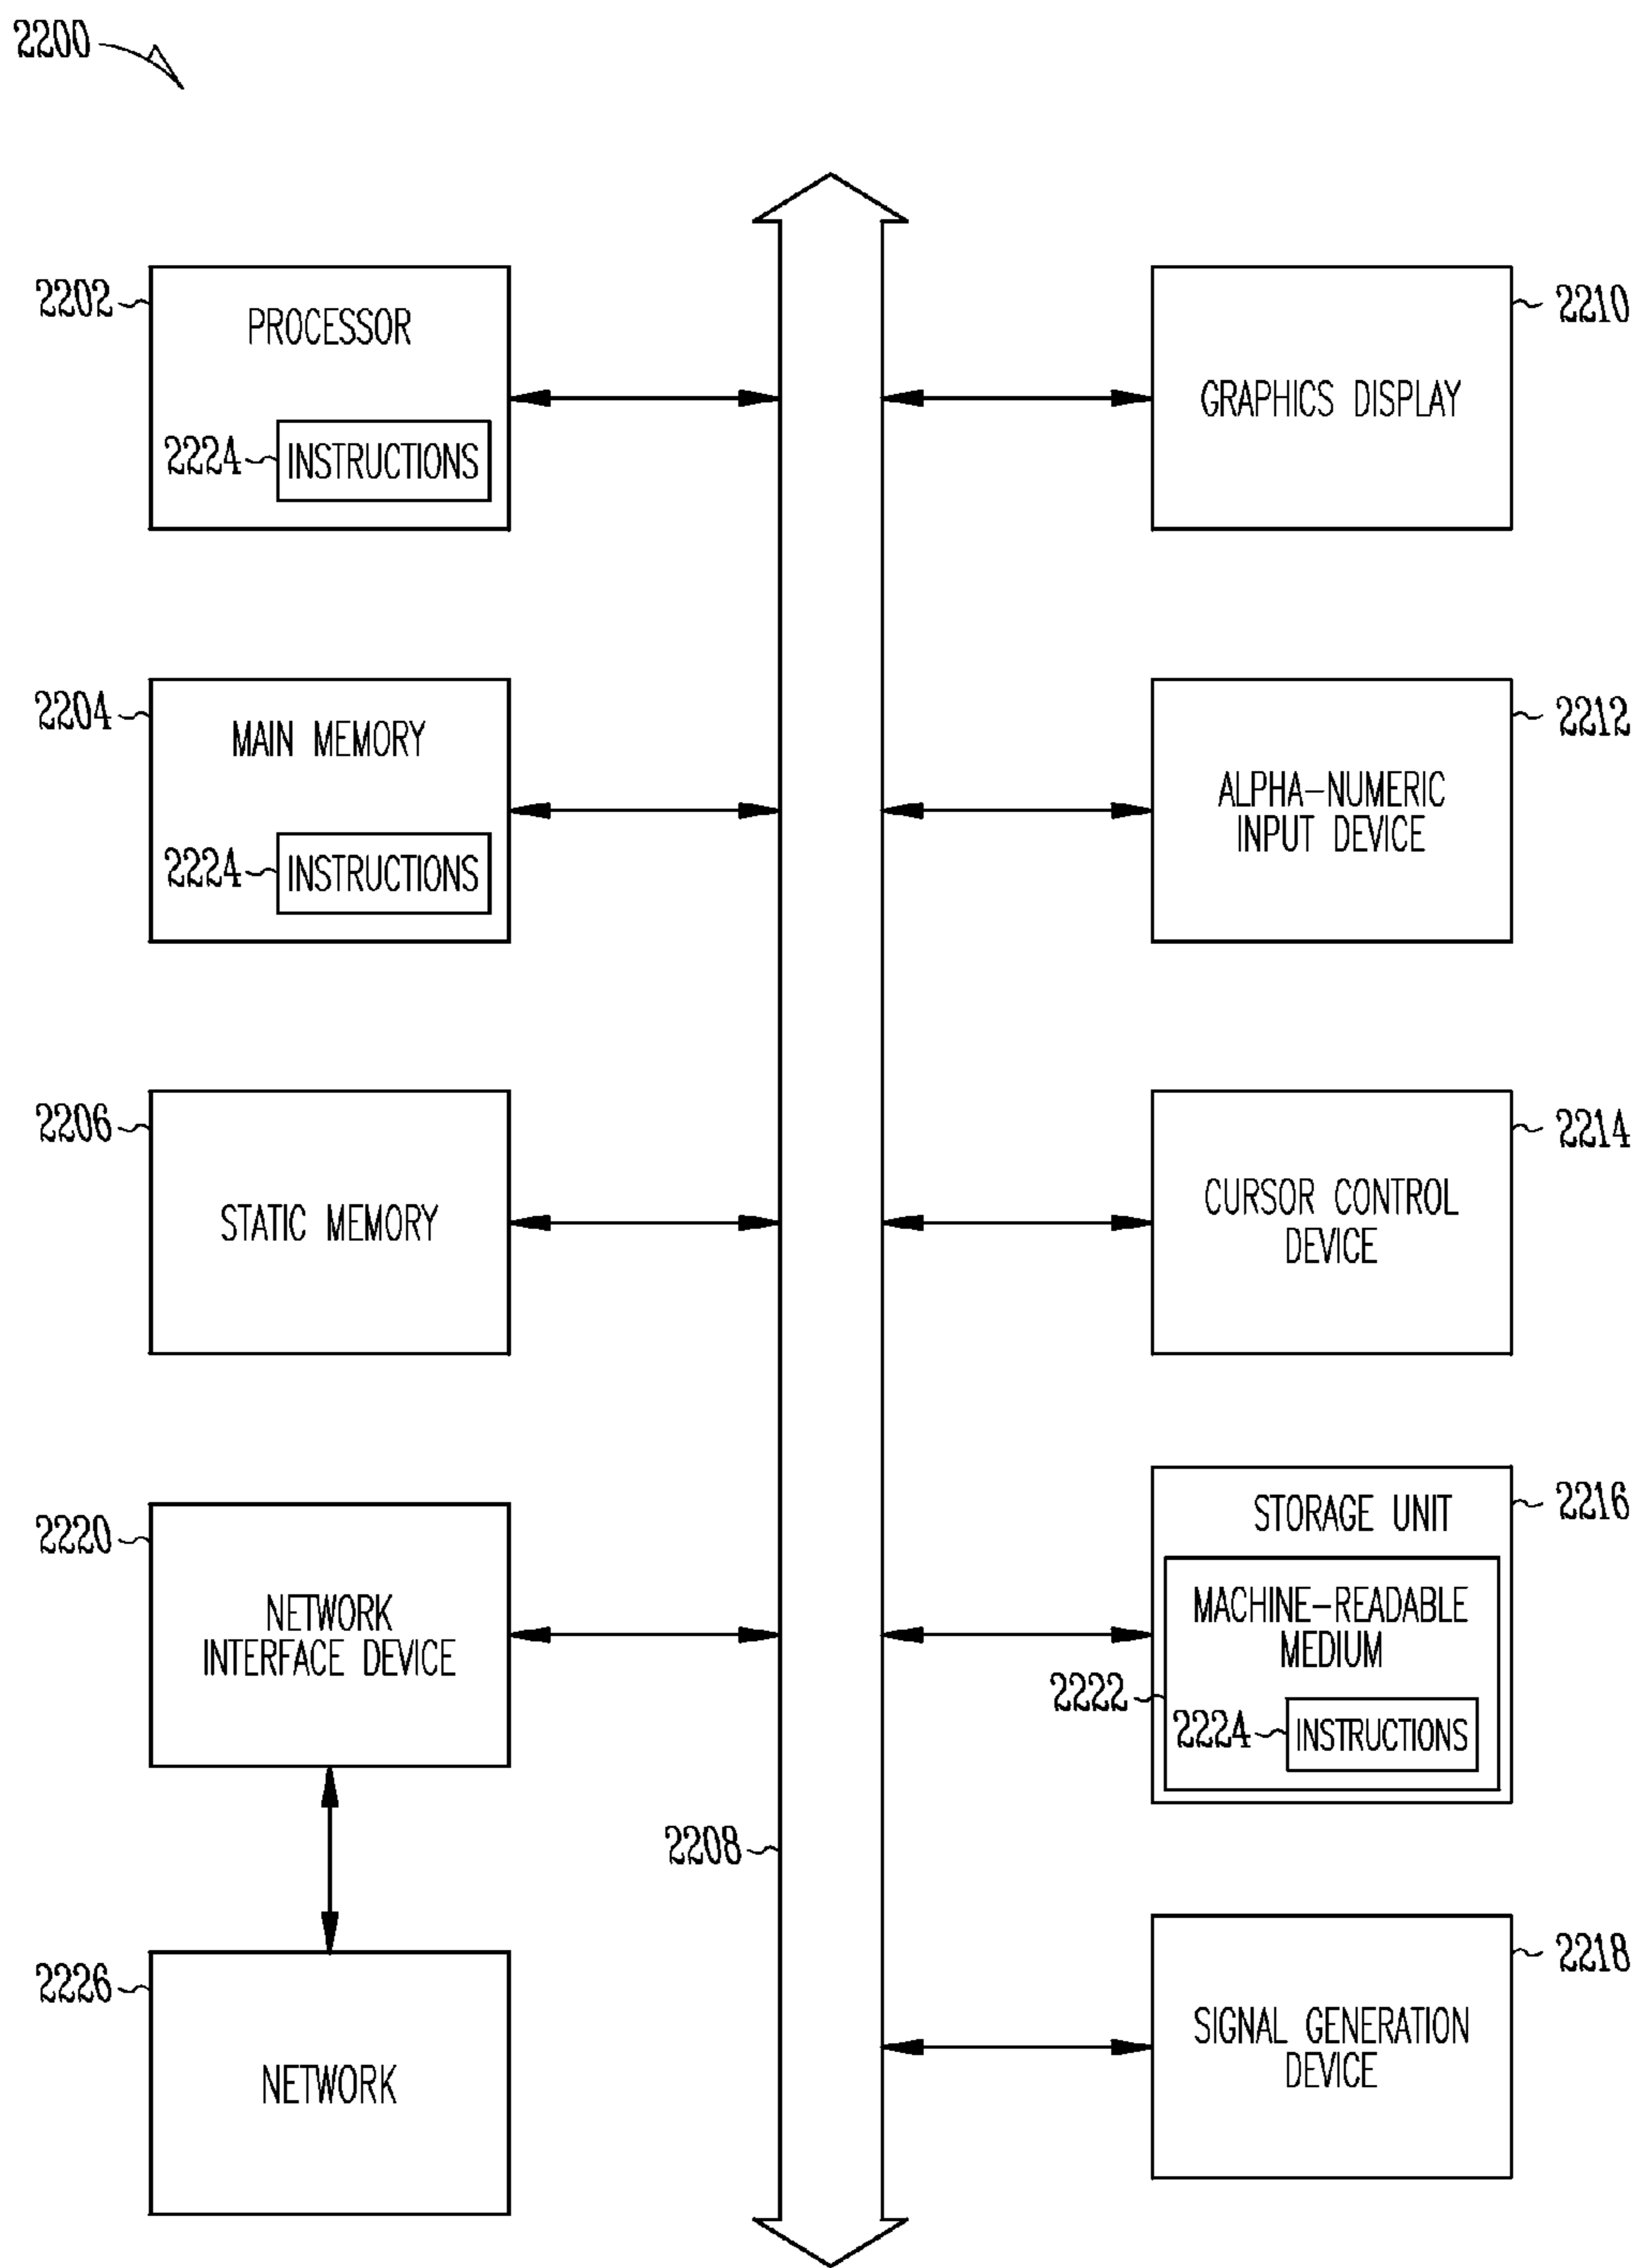 2200
2202
PROCESSOR
2224
INSTRUCTIONS
2210
GRAPHICS DISPLAY
2204
MAIN MEMORY
2224
INSTRUCTIONS
2212
ALPHA-NUMERIC
INPUT DEVICE
2206
STATIC MEMORY
2214
CURSOR CONTROL
DEVICE
2220
NETWORK
INTERFACE DEVICE
2216
STORAGE UNIT
MACHINE-READABLE
MEDIUM
2222
2224
INSTRUCTIONS
2208
2226
NETWORK
2218
SIGNAL GENERATION
DEVICE